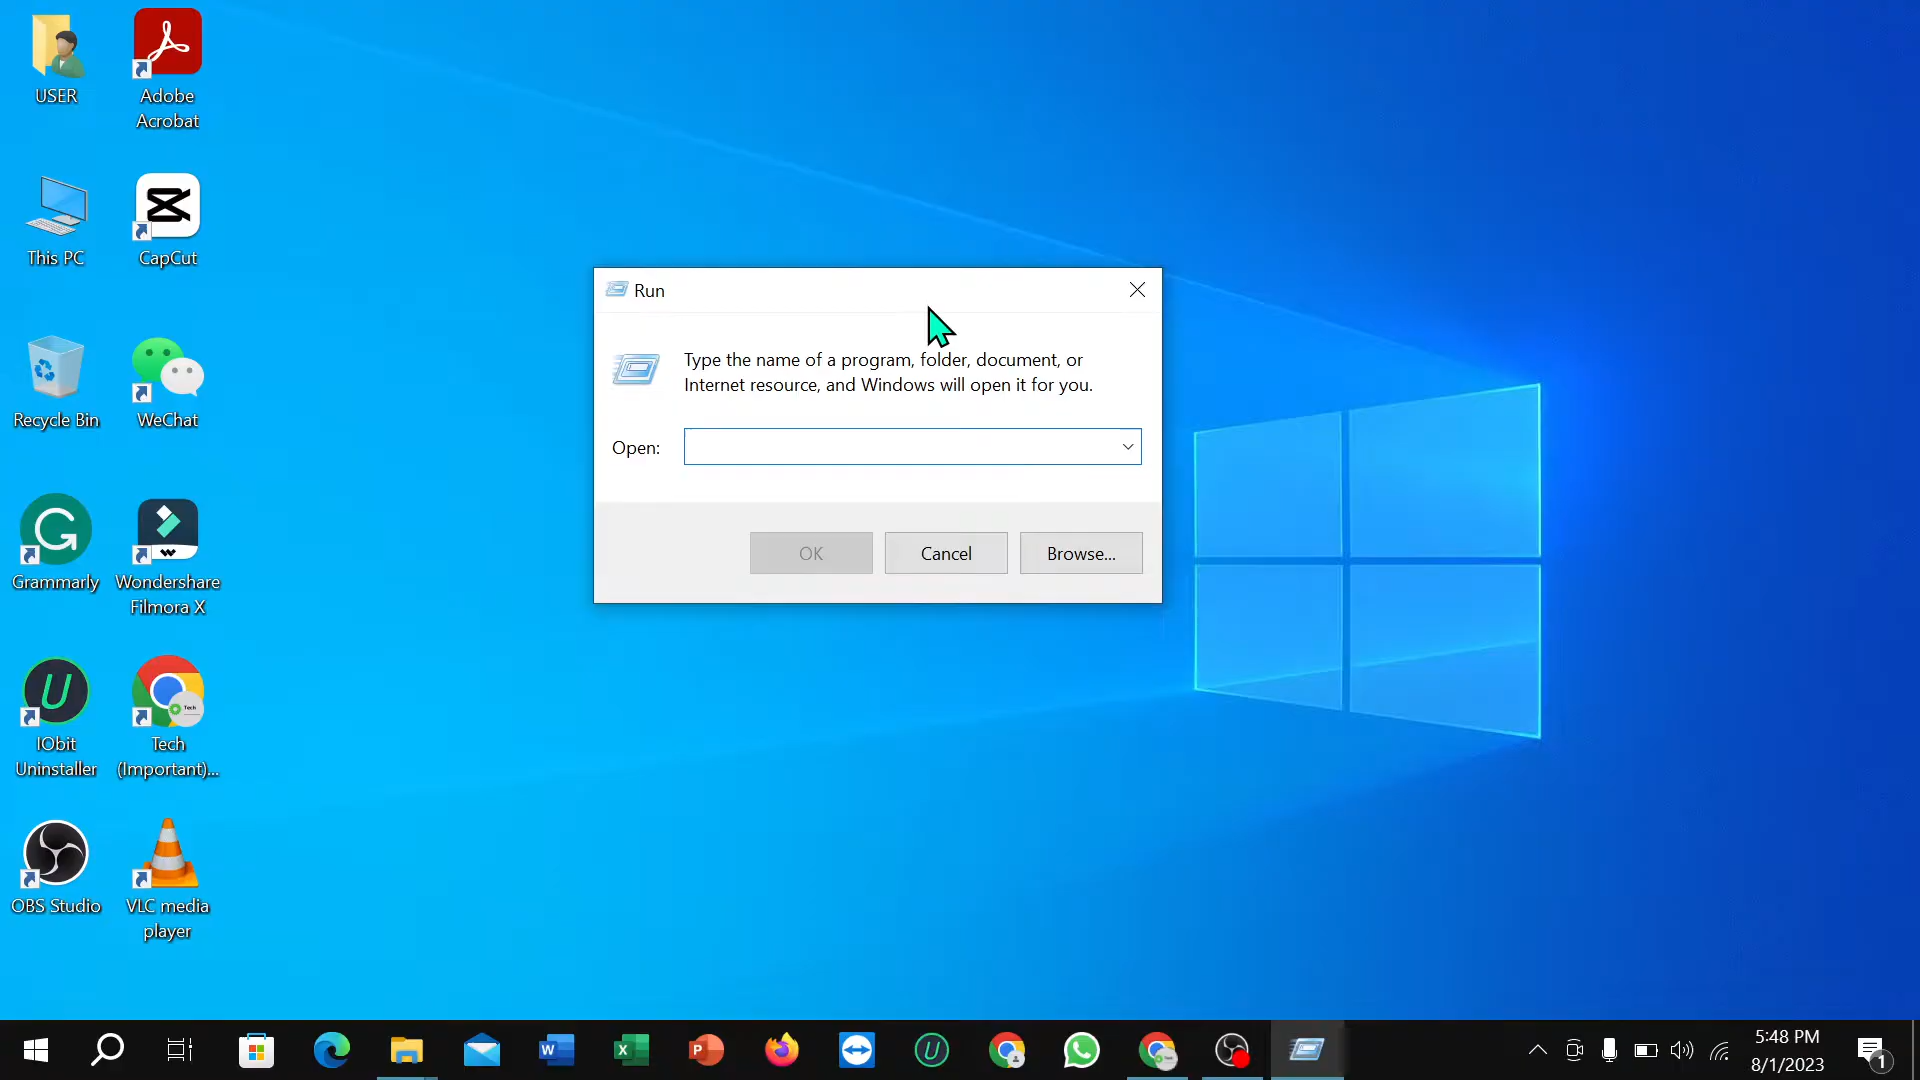 USER
Adobe
Acrobat
This PC
CapCut
Recycle Bin
WeChat
Grammarly
Wondershare
Filmora X
IObit
Uninstaller
Tech
(Important)...
OBS Studio
VLC media
player
Run
Type the name of a program, folder, document, or
Internet resource, and Windows will open it for you.
Open:
OK
Cancel
Browse...
5:48 PM
8/1/2023
1